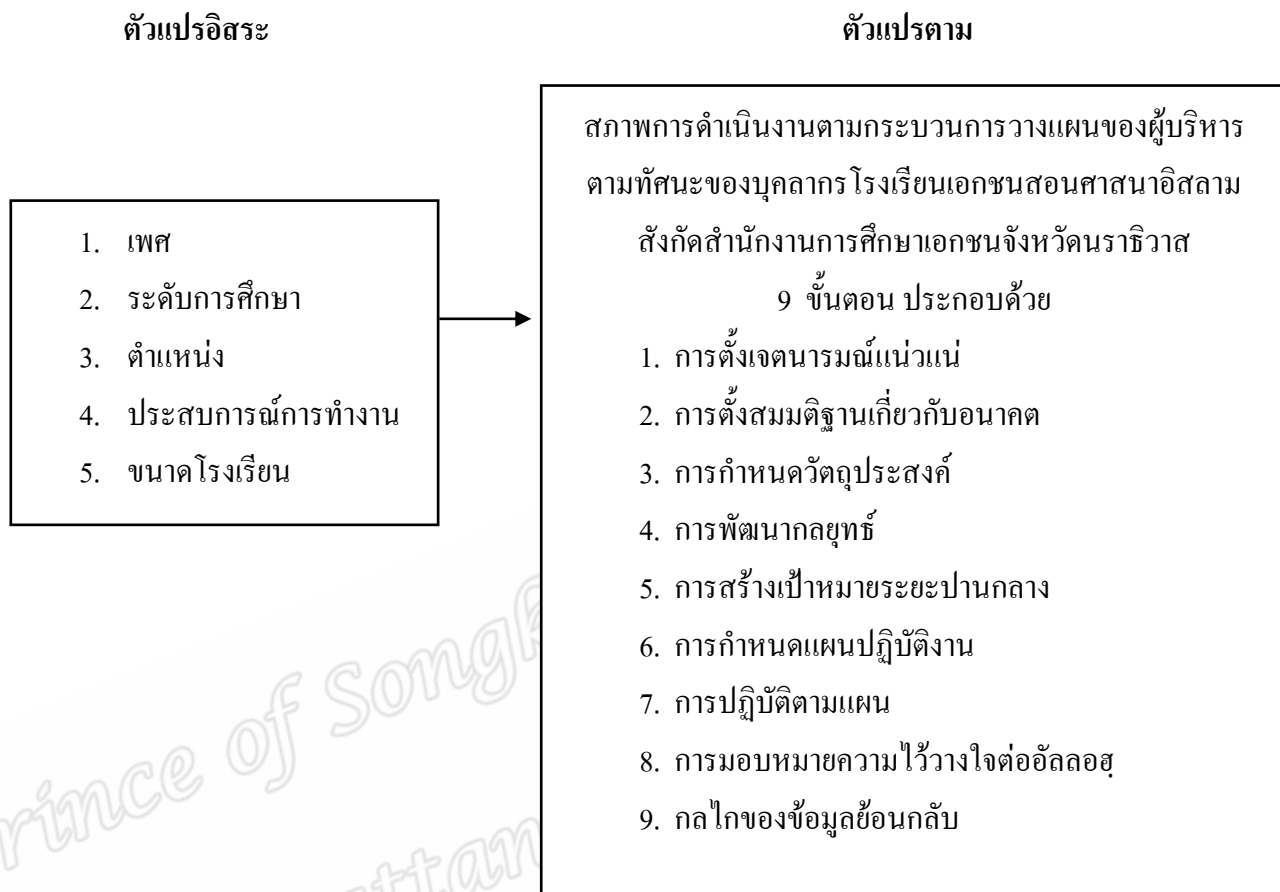 ตัวแปรอิสระ
ตัวแปรตาม
1. เพศ
2. ระดับการศึกษา
3. ตำแหน่ง
4. ประสบการณ์การทำงาน
5. ขนาดโรงเรียน
สภาพการดำเนินงานตามกระบวนการวางแผนของผู้บริหาร
ตามทัศนะของบุคลากรโรงเรียนเอกชนสอนศาสนาอิสลาม
สังกัดสำนักงานการศึกษาเอกชนจังหวัดนราธิวาส
9 ขั้นตอน ประกอบด้วย
1. การตั้งเจตนารมณ์แน่วแน่
2. การตั้งสมมติฐานเกี่ยวกับอนาคต
3. การกำหนดวัตถุประสงค์
4. การพัฒนากลยุทธ์
5. การสร้างเป้าหมายระยะปานกลาง
6. การกำหนดแผนปฏิบัติงาน
7. การปฏิบัติตามแผน
8. การมอบหมายความไว้วางใจต่ออัลลอฮฺ
9. กลไกของข้อมูลย้อนกลับ
rince of Songk
ttan